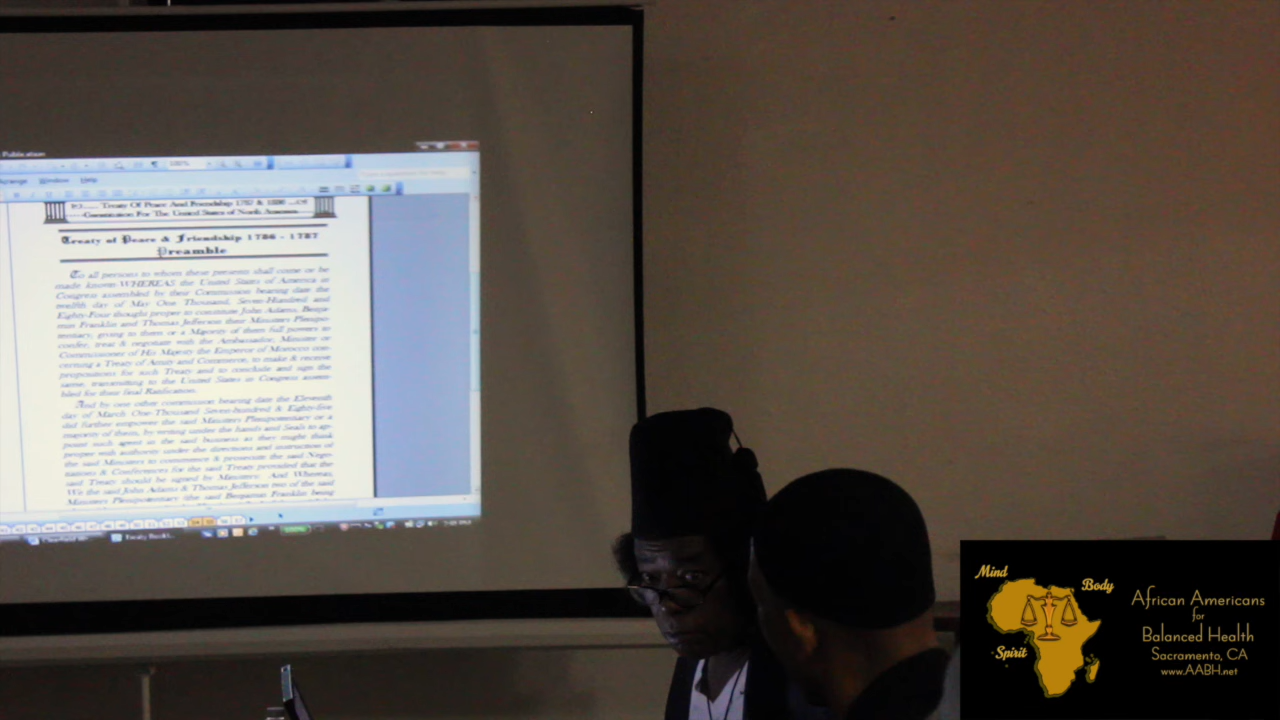 Publication
100%
Arrange Window Help
Treaty Of Peace And Friendship 1787 & 1836
Constitution For The United States of North America
Treaty of Peace & Friendship 1786 - 1787
Preamble
To all persons to whom these presents shall come or be
made known WHEREAS the United States of America in
Congress assembled by their Commission bearing date the
twelfth day of May One Thousand, Seven-Hundred and
Eighty-Four thought proper to constitute John Adams, Benja-
min Franklin and Thomas Jefferson their Ministers Plenipo-
tentiary, giving to them or a Majority of them full powers to
confer, treat & negotiate with the Ambassador, Minister or
Commissioner of His Majesty the Emperor of Morocco con-
cerning a Treaty of Amity and Commerce, to make & receive
propositions for such Treaty and to conclude and sign the
same, transmitting to the United States in Congress assem-
bled for their final Ratification.
And by one other commission bearing date the Eleventh
day of March One-Thousand Seven-hundred & Eighty-five
did further empower the said Ministers Plenipotentiary or a
majority of them, by writing under the hands and Seals to ap-
point such agent in the said business as they might think
proper with authority under the directions and instruction of
the said Ministers to commence & prosecute the said Nego-
tiations & Conferences for the said Treaty provided that the
said Treaty should be signed by Ministers: And Whereas,
We the said John Adams & Thomas Jefferson two of the said
Ministers Plenipotentiary (the said Benjamin Franklin being
Mind
Body
Spirit
African Americans
for
Balanced Health
Sacramento, CA
www.AABH.net